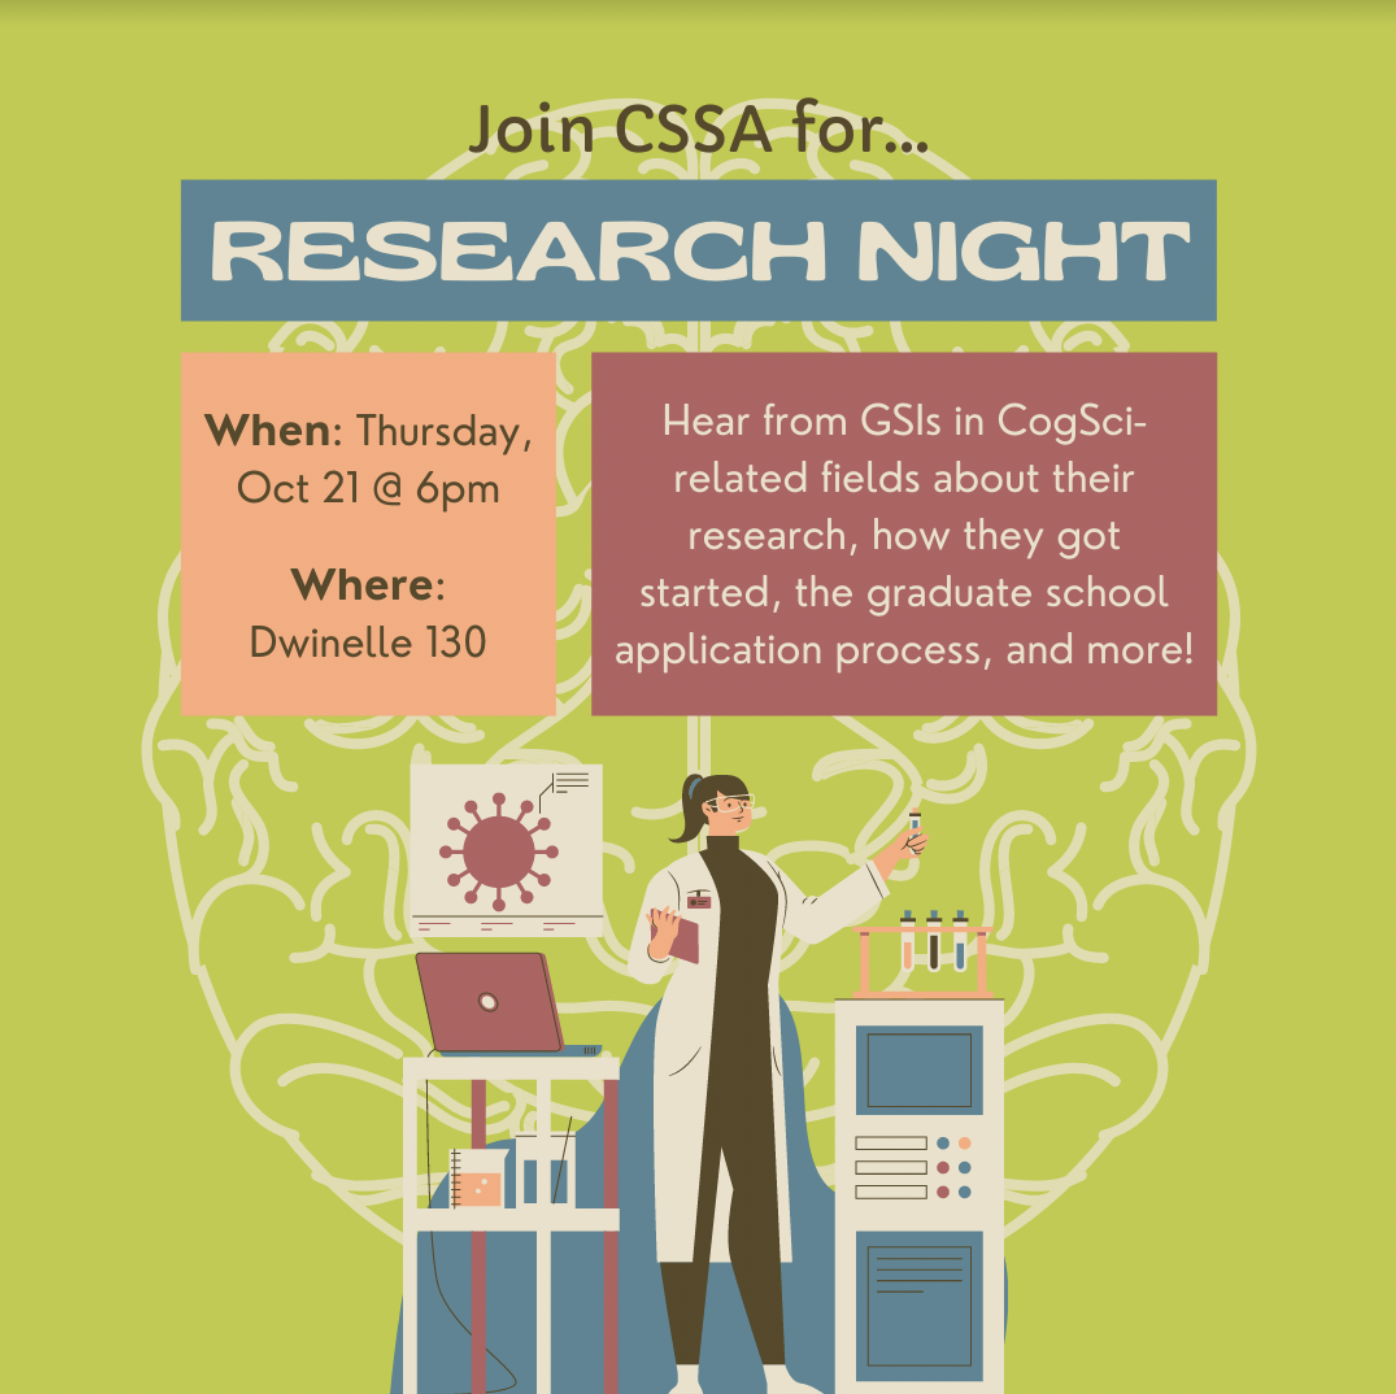 Join CSSA for...
RESEARCH NIGHT
When: Thursday,
Oct 21 @ 6pm
Where:
Dwinelle 130
Hear from GSIs in CogSci-
related fields about their
research, how they got
started, the graduate school
application process, and more!